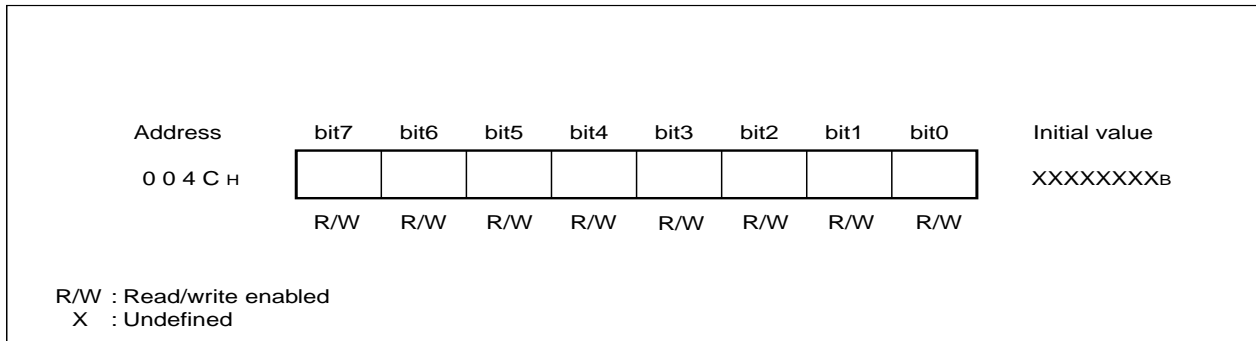 Address bit7 bit6 bit5 bit4 bit3 bit2 bit1 bit0 Initial value
004CH XXXXXXXXB
R/W R/W R/W R/W R/W R/W R/W R/W
R/W : Read/write enabled
X : Undefined